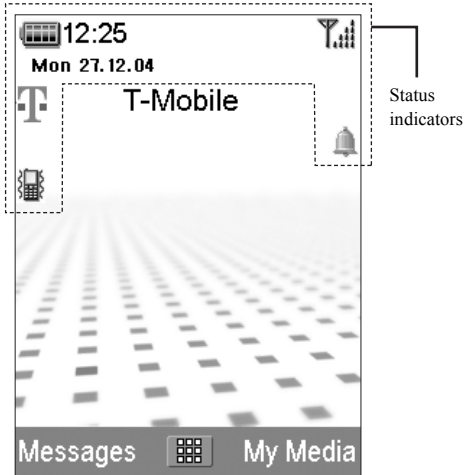 12:25
Mon 27.12.04
T
T-Mobile
Status
indicators
Messages My Media